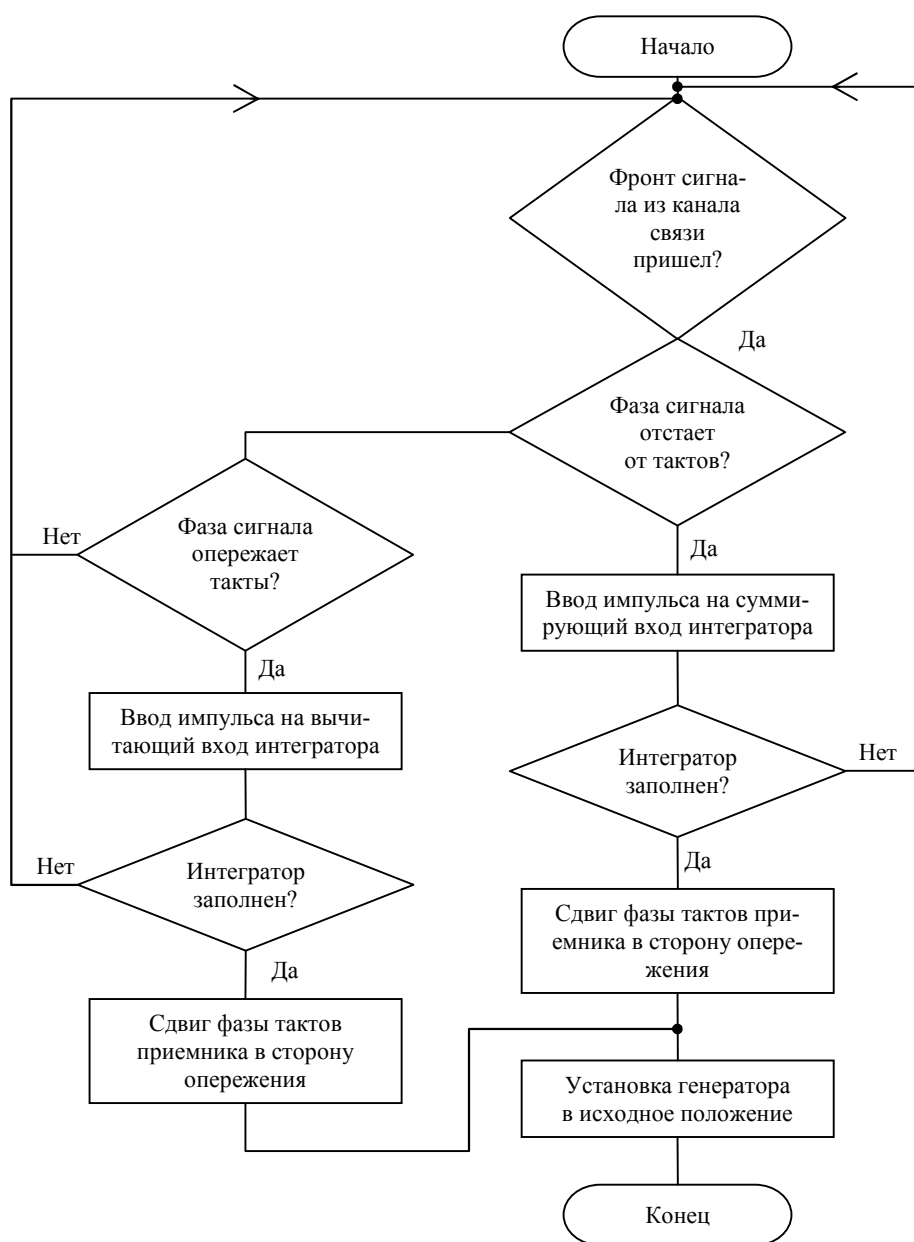 Начало
Фронт сигна-
ла из канала
связи
пришел?
Да
Фаза сигнала
отстает
от тактов?
Нет
Фаза сигнала
опережает
такты?
Да
Ввод импульса на сумми-
рующий вход интегратора
Да
Ввод импульса на вычи-
тающий вход интегратора
Интегратор
заполнен?
Нет
Нет
Интегратор
заполнен?
Да
Сдвиг фазы тактов при-
емника в сторону опере-
жения
Да
Сдвиг фазы тактов
приемника в сторону
опережения
Установка генератора
в исходное положение
Конец